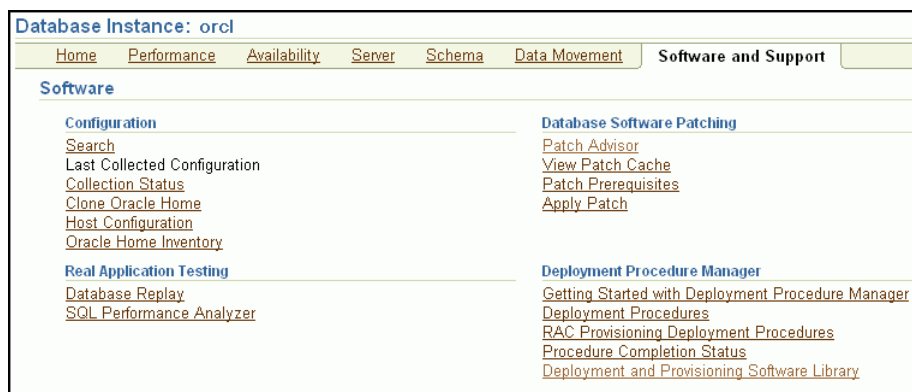 Database Instance: orcl
Home Performance Availability Server Schema Data Movement Software and Support
Software
Configuration
Search
Last Collected Configuration
Collection Status
Clone Oracle Home
Host Configuration
Oracle Home Inventory
Database Software Patching
Patch Advisor
View Patch Cache
Patch Prerequisites
Apply Patch
Real Application Testing
Database Replay
SQL Performance Analyzer
Deployment Procedure Manager
Getting Started with Deployment Procedure Manager
Deployment Procedures
RAC Provisioning Deployment Procedures
Procedure Completion Status
Deployment and Provisioning Software Library